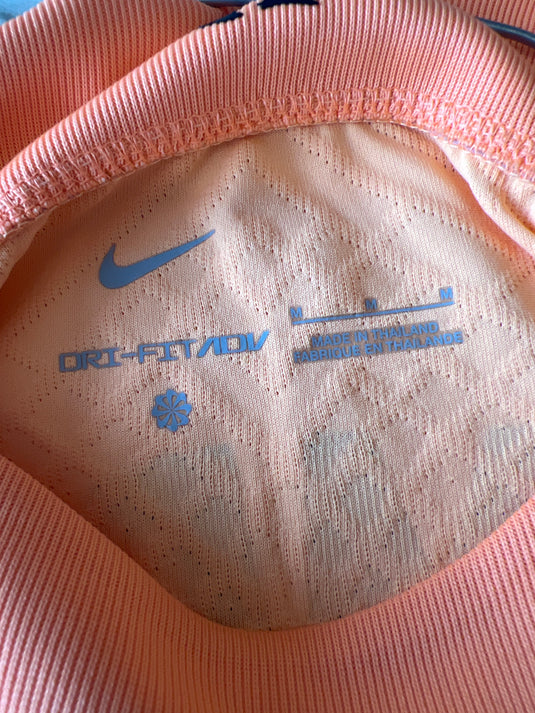 DRI-FIT ADV
M M M
MADE IN THAILAND
FABRIQUÉ EN THAÏLANDE